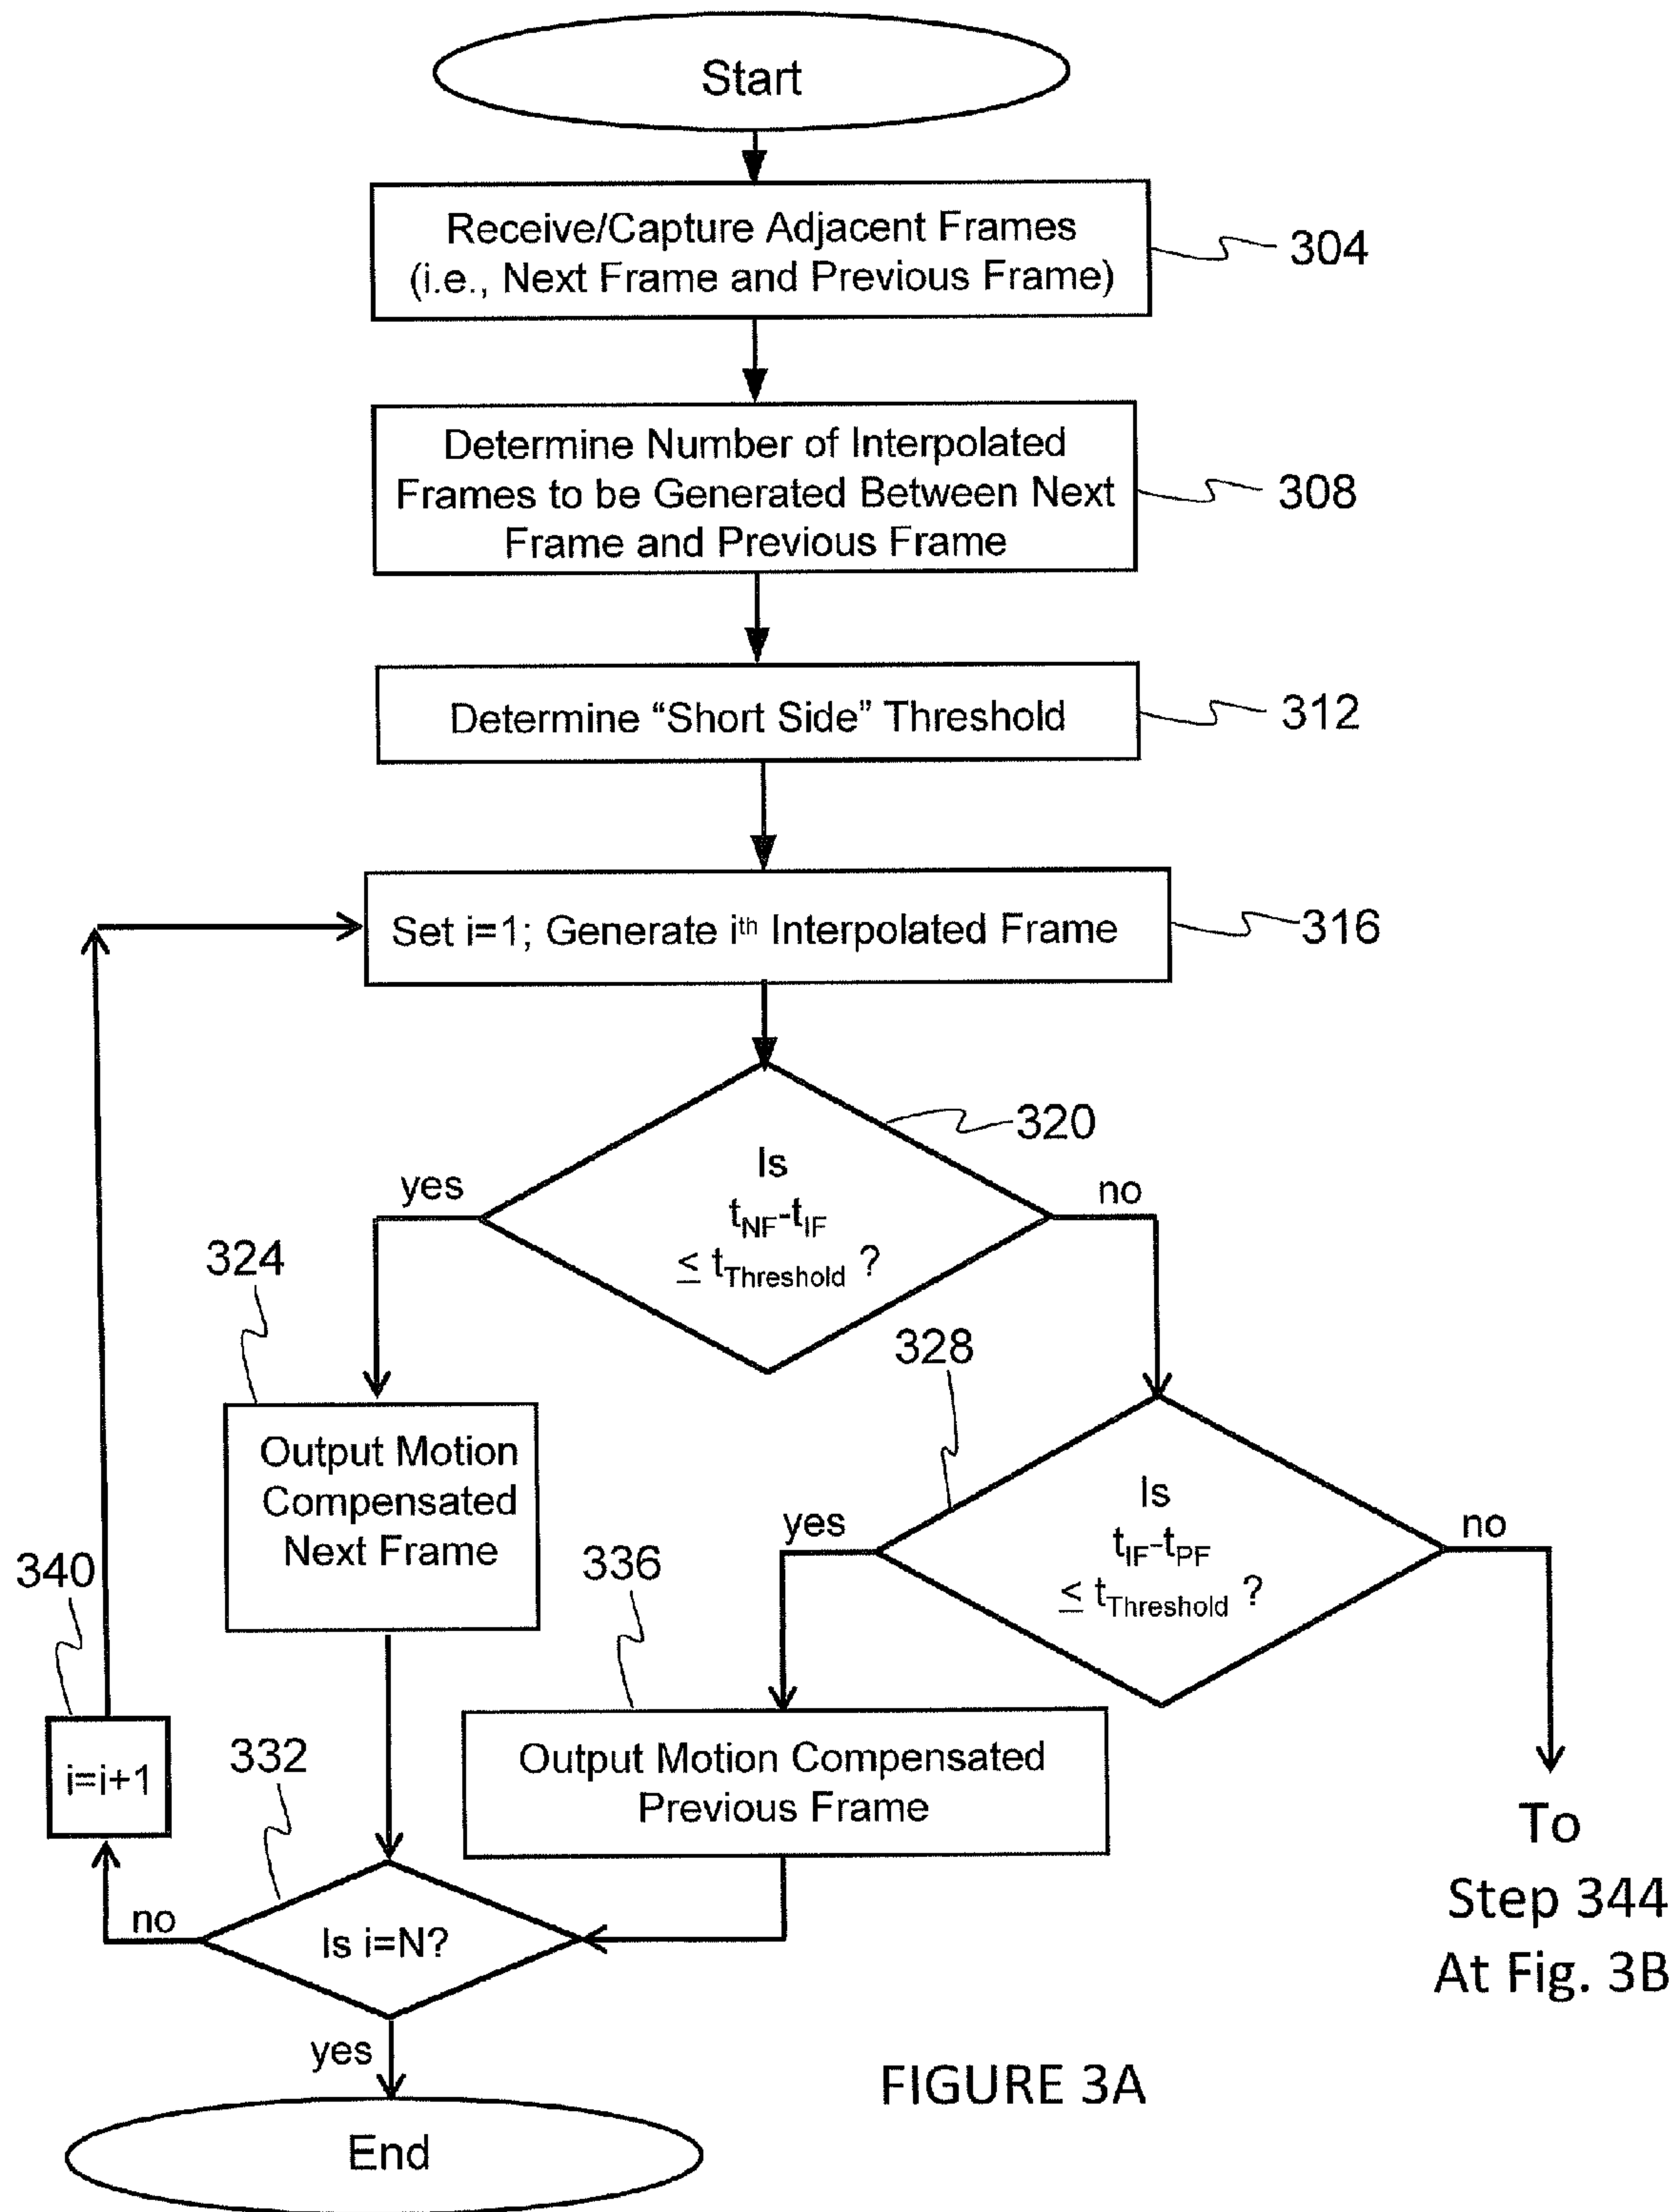 Start
Receive/Capture Adjacent Frames
(i.e., Next Frame and Previous Frame)
304
Determine Number of Interpolated
Frames to be Generated Between Next
Frame and Previous Frame
308
Determine “Short Side” Threshold
312
Set i=1; Generate iᵗʰ Interpolated Frame
316
320
Is
tNF-tIF
≤ tThreshold ?
yes
no
324
328
Output Motion
Compensated
Next Frame
Is
tIF-tPF
≤ tThreshold ?
yes
no
340
336
i=i+1
332
Output Motion Compensated
Previous Frame
To
Step 344
At Fig. 3B
Is i=N?
no
yes
FIGURE 3A
End